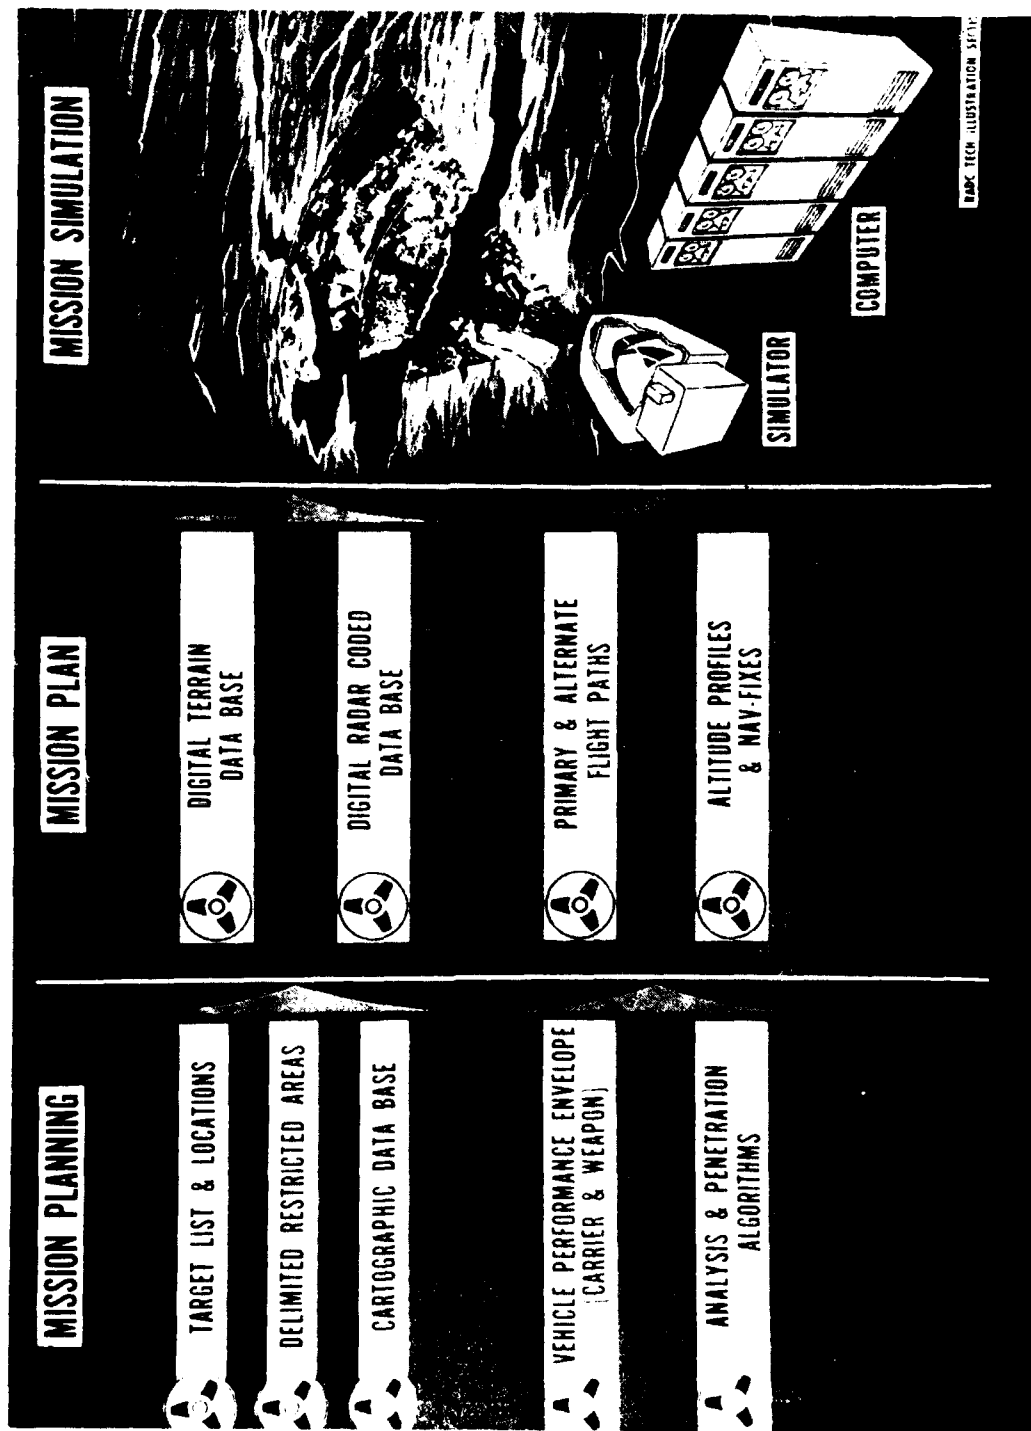 MISSION PLANNING
TARGET LIST & LOCATIONS
DELIMITED RESTRICTED AREAS
CARTOGRAPHIC DATA BASE
VEHICLE PERFORMANCE ENVELOPE
(CARRIER & WEAPON)
ANALYSIS & PENETRATION
ALGORITHMS
MISSION PLAN
DIGITAL TERRAIN
DATA BASE
DIGITAL RADAR CODED
DATA BASE
PRIMARY & ALTERNATE
FLIGHT PATHS
ALTITUDE PROFILES
& NAV-FIXES
MISSION SIMULATION
SIMULATOR
COMPUTER
RADC TECH ILLUSTRATION